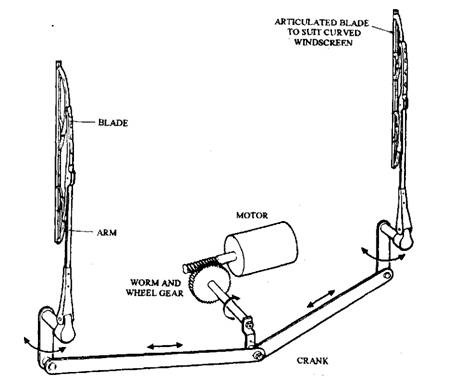 ARTICULATED BLADE
TO SUIT CURVED
WINDSCREEN
BLADE
ARM
MOTOR
WORM AND
WHEEL GEAR
CRANK